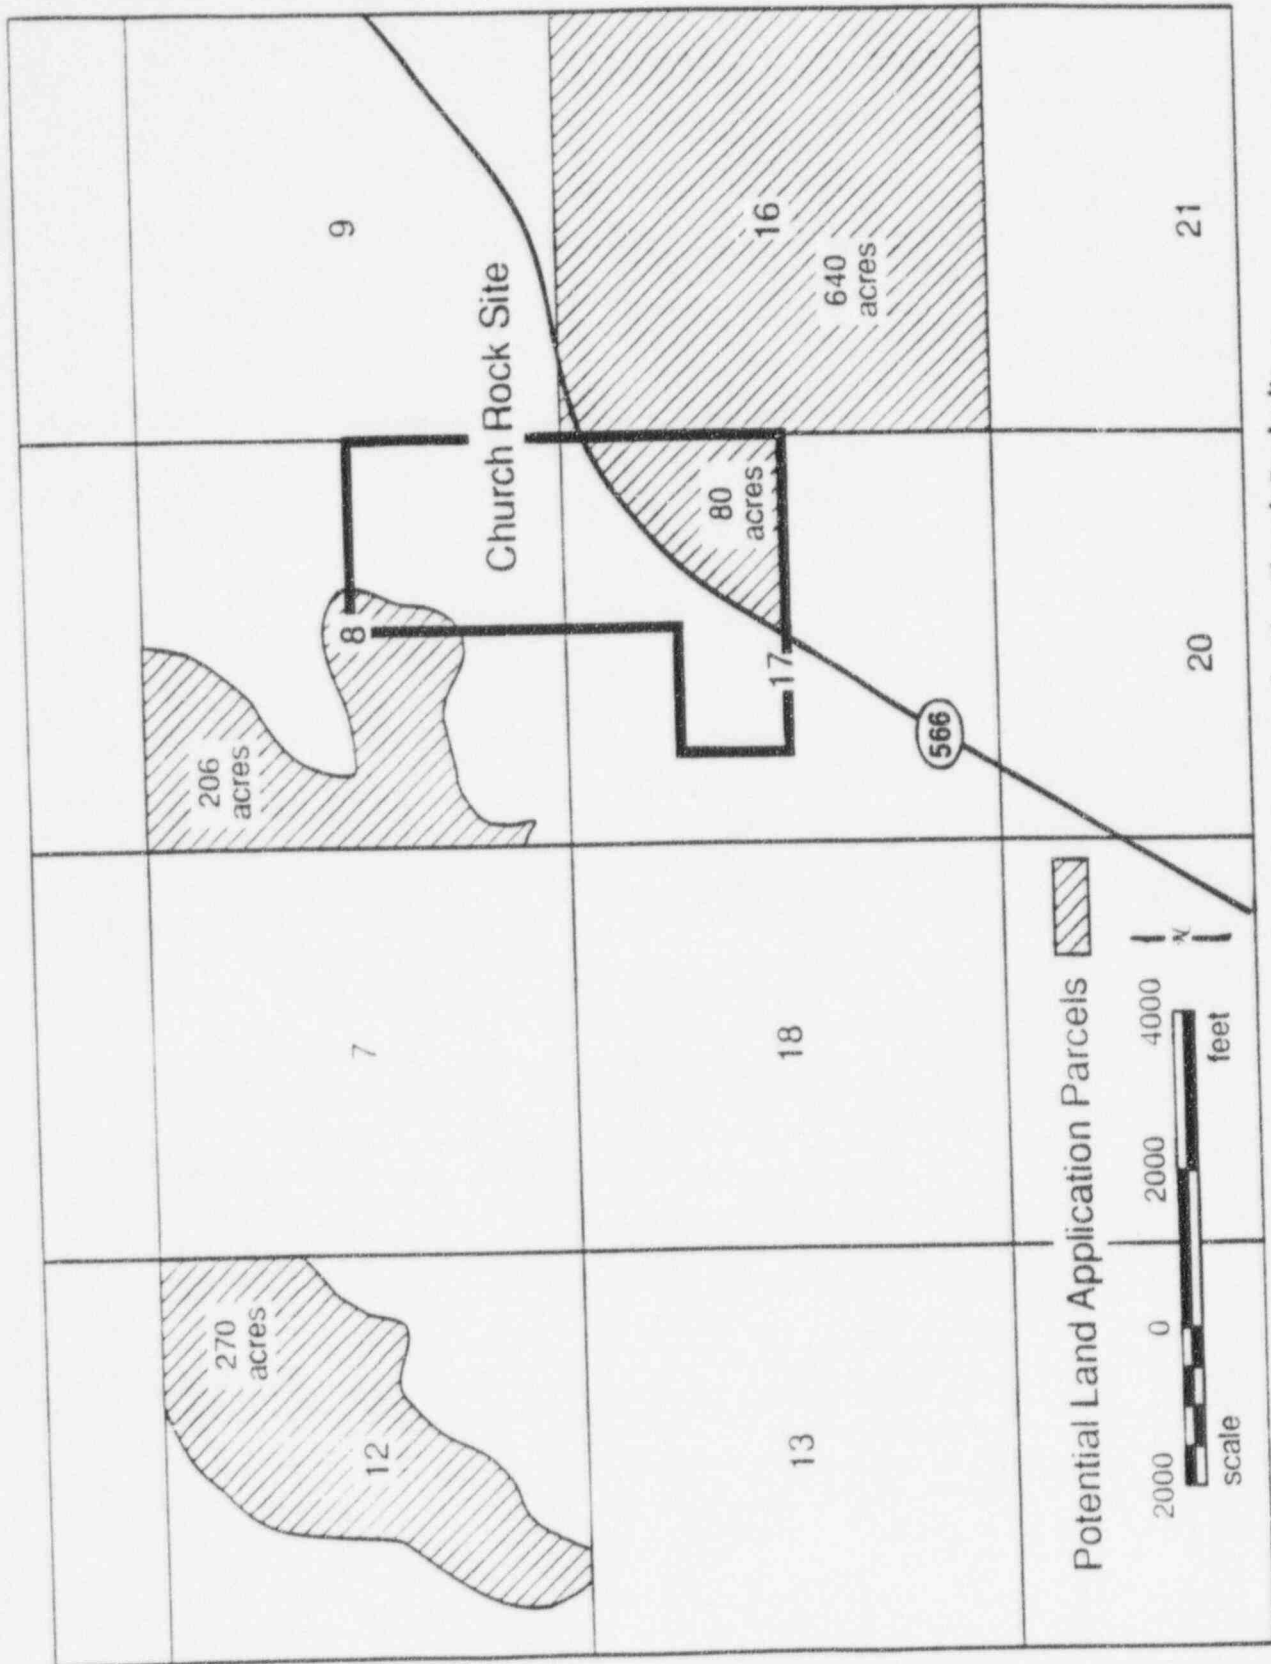 12
270
acres
7
206
acres
8
9
Church Rock Site
13
18
17
80
acres
16
640
acres
566
20
21
Potential Land Application Parcels
N
2000 0 2000 4000
scale feet